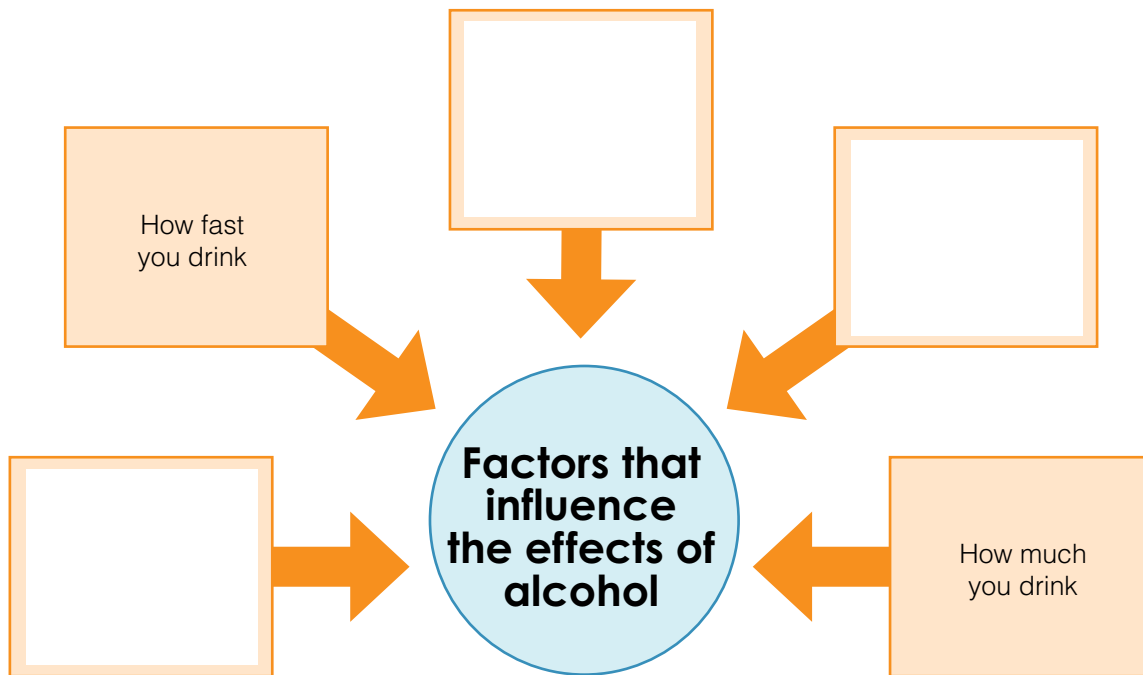 How fast
you drink
Factors that
influence
the effects of
alcohol
How much
you drink